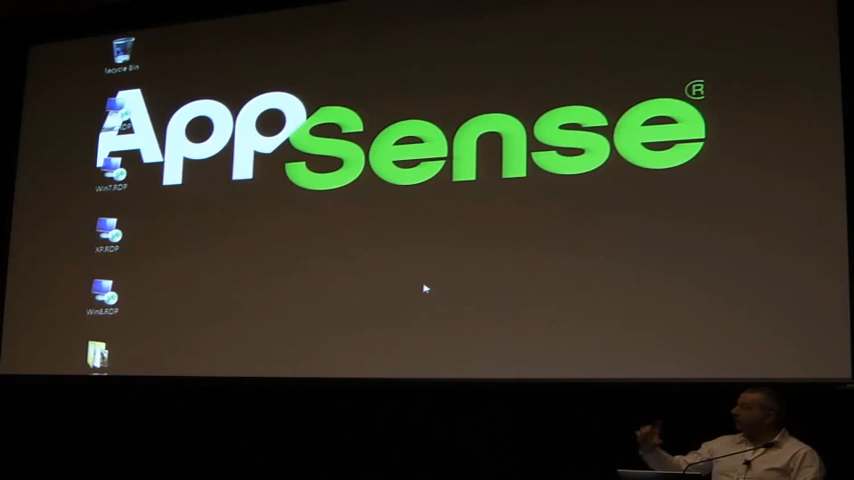 Recycle Bin
AppSense®
Win7.RDP
XP.RDP
Win8.RDP